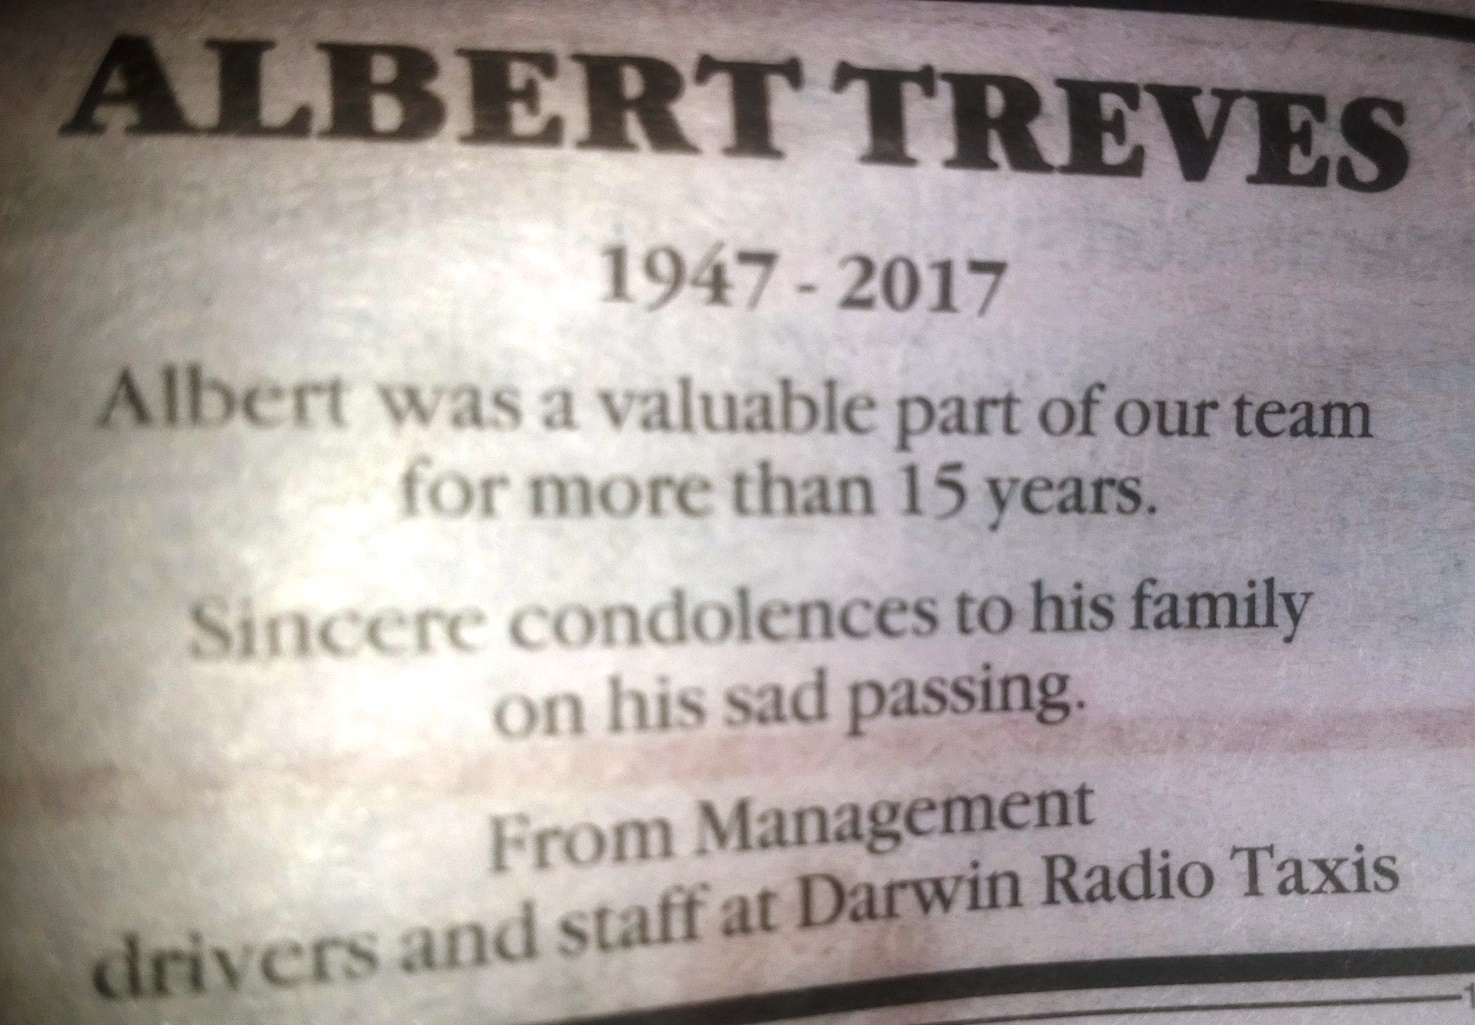 ALBERT TREVES
1947 - 2017
Albert was a valuable part of our team
for more than 15 years.
Sincere condolences to his family
on his sad passing.
From Management
drivers and staff at Darwin Radio Taxis